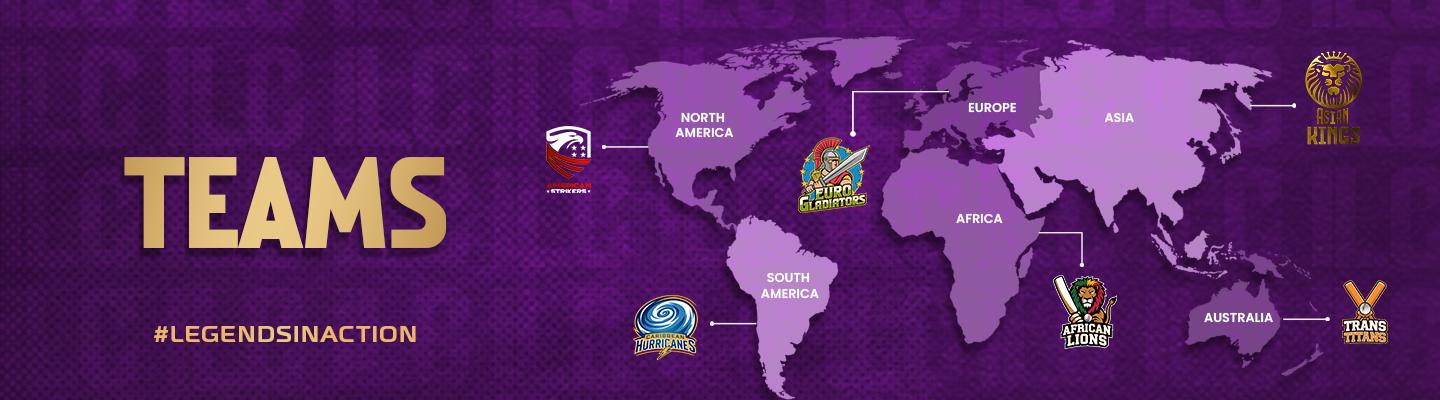 TEAMS
#LEGENDSINACTION
NORTH
AMERICA
AMERICAN
STRIKERS
EUROPE
EURO
GLADIATORS
ASIA
ASIAN
KINGS
AFRICA
AFRICAN
LIONS
SOUTH
AMERICA
CARIBBEAN
HURRICANES
AUSTRALIA
TRANS
TITANS